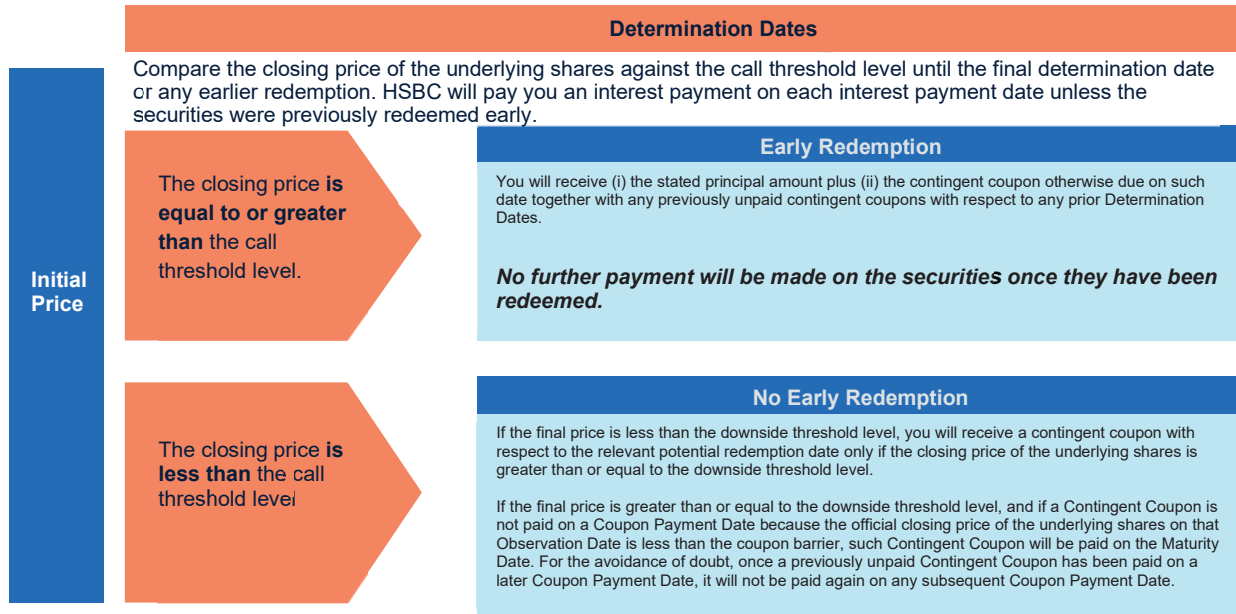 Determination Dates
Compare the closing price of the underlying shares against the call threshold level until the final determination date
or any earlier redemption. HSBC will pay you an interest payment on each interest payment date unless the
securities were previously redeemed early.
Initial
Price
The closing price is
equal to or greater
than the call
threshold level.
Early Redemption
You will receive (i) the stated principal amount plus (ii) the contingent coupon otherwise due on such
date together with any previously unpaid contingent coupons with respect to any prior Determination
Dates.
No further payment will be made on the securities once they have been
redeemed.
The closing price is
less than the call
threshold level
No Early Redemption
If the final price is less than the downside threshold level, you will receive a contingent coupon with
respect to the relevant potential redemption date only if the closing price of the underlying shares is
greater than or equal to the downside threshold level.
If the final price is greater than or equal to the downside threshold level, and if a Contingent Coupon is
not paid on a Coupon Payment Date because the official closing price of the underlying shares on that
Observation Date is less than the coupon barrier, such Contingent Coupon will be paid on the Maturity
Date. For the avoidance of doubt, once a previously unpaid Contingent Coupon has been paid on a
later Coupon Payment Date, it will not be paid again on any subsequent Coupon Payment Date.